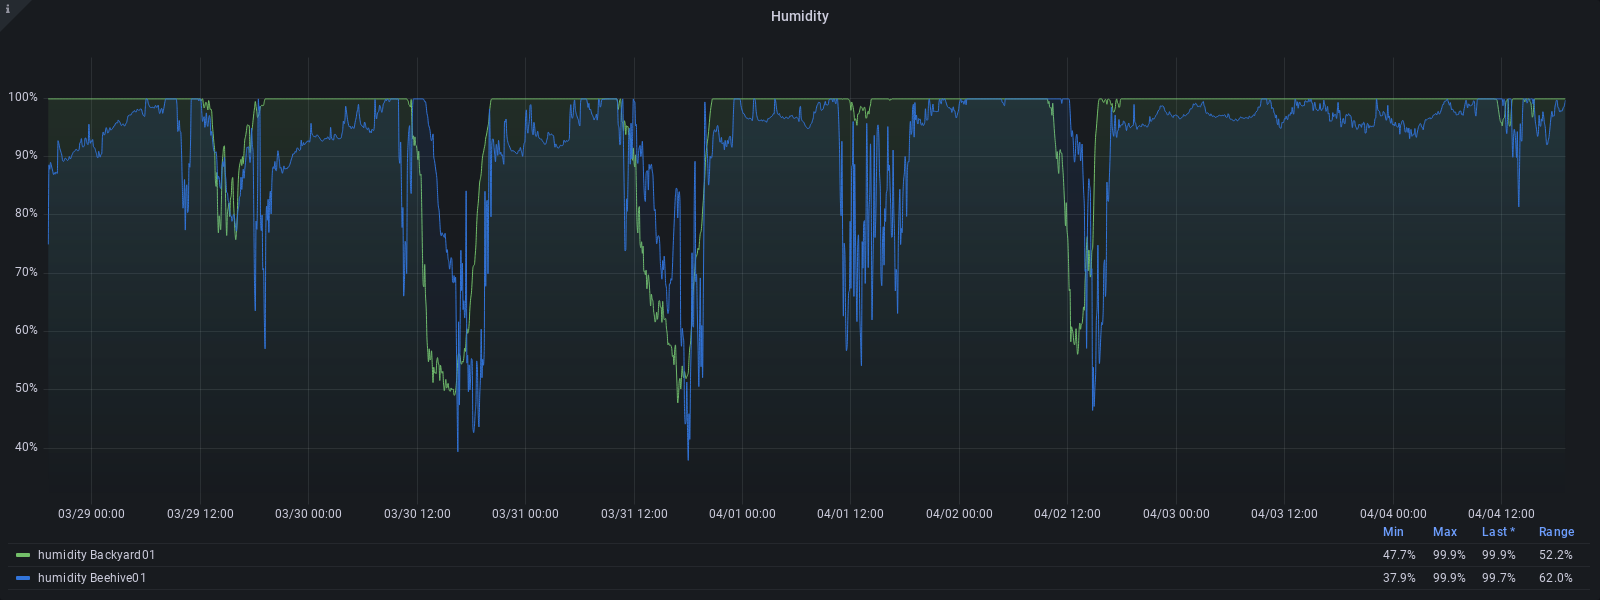 i
Humidity
100%
90%
80%
70%
60%
50%
40%
03/29 00:00 03/29 12:00 03/30 00:00 03/30 12:00 03/31 00:00 03/31 12:00 04/01 00:00 04/01 12:00 04/02 00:00 04/02 12:00 04/03 00:00 04/03 12:00 04/04 00:00 04/04 12:00
Min Max Last * Range
humidity Backyard01 47.7% 99.9% 99.9% 52.2%
humidity Beehive01 37.9% 99.9% 99.7% 62.0%